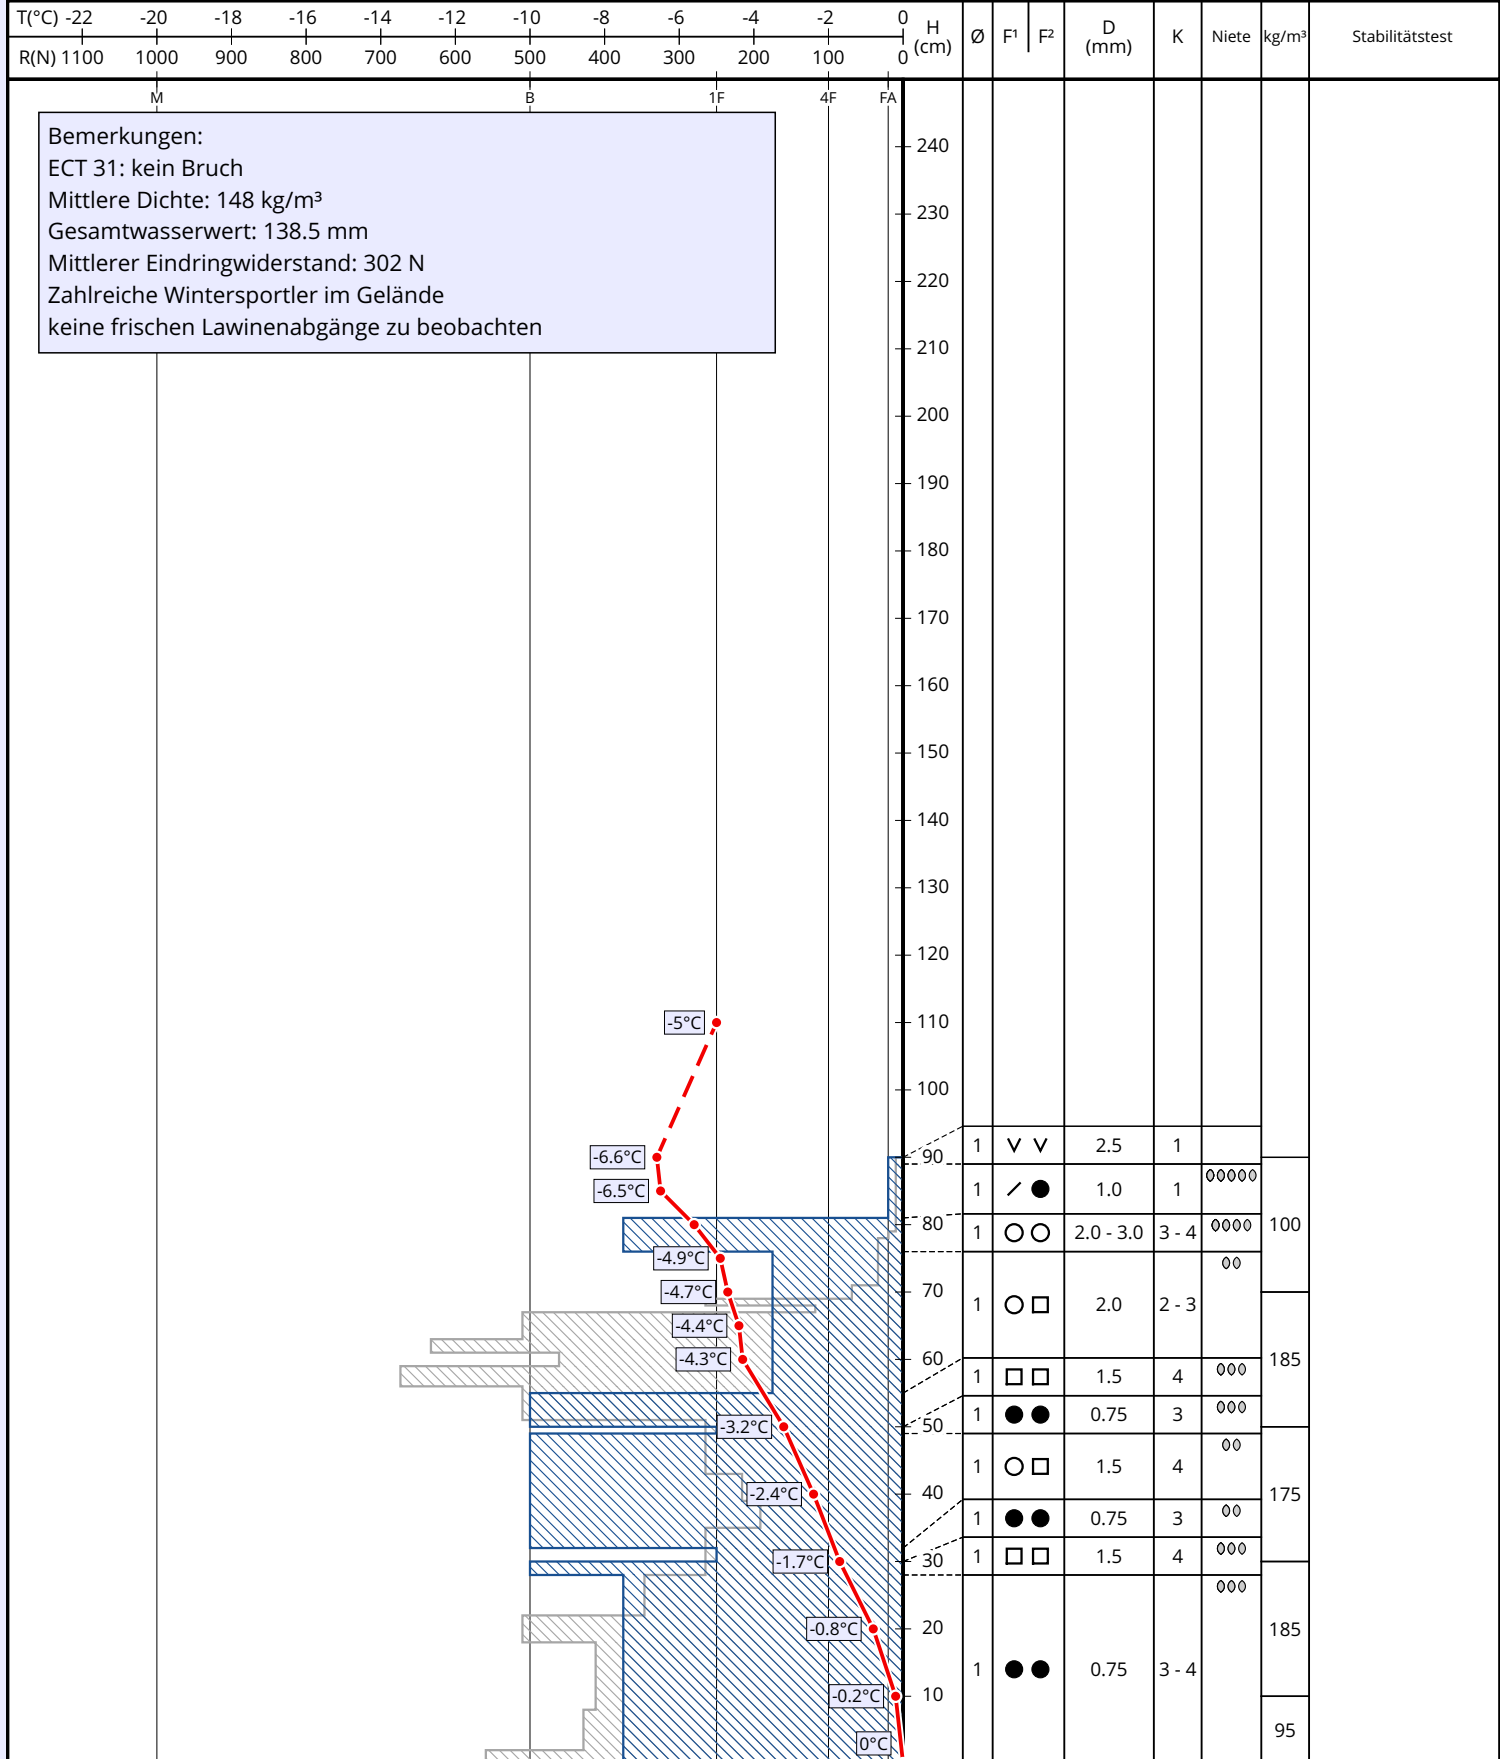 T(°C) -22 -20 -18 -16 -14 -12 -10 -8 -6 -4 -2 0
R(N) 1100 1000 900 800 700 600 500 400 300 200 100 0
H (cm) Ø F¹ F² D (mm) K Niete kg/m³ Stabilitätstest
M B 1F 4F FA
Bemerkungen:
ECT 31: kein Bruch
Mittlere Dichte: 148 kg/m³
Gesamtwasserwert: 138.5 mm
Mittlerer Eindringwiderstand: 302 N
Zahlreiche Wintersportler im Gelände
keine frischen Lawinenabgänge zu beobachten
240
230
220
210
200
190
180
170
160
150
140
130
120
-5°C 110
100
1 2.5 1
-6.6°C 90
-6.5°C 1 1.0 1
80 1 2.0 - 3.0 3 - 4 100
-4.9°C
-4.7°C 70
1 2.0 2 - 3
-4.4°C
-4.3°C 60 185
1 1.5 4
1 0.75 3
-3.2°C 50
1 1.5 4
-2.4°C 40 175
1 0.75 3
1 1.5 4
-1.7°C 30
-0.8°C 20 185
1 0.75 3 - 4
-0.2°C 10
95
0°C